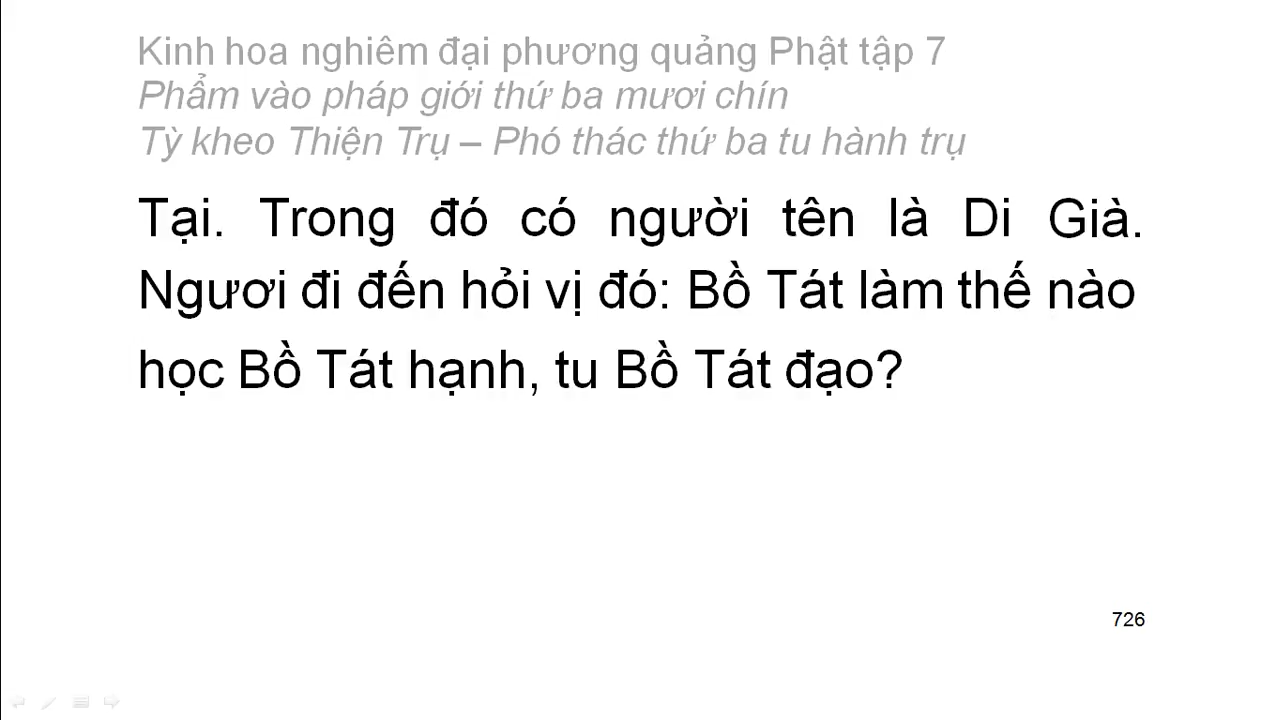 Kinh hoa nghiêm đại phương quảng Phật tập 7
Phẩm vào pháp giới thứ ba mươi chín
Tỳ kheo Thiện Trụ – Phó thác thứ ba tu hành trụ
Tại. Trong đó có người tên là Di Già.
Ngươi đi đến hỏi vị đó: Bồ Tát làm thế nào
học Bồ Tát hạnh, tu Bồ Tát đạo?
726